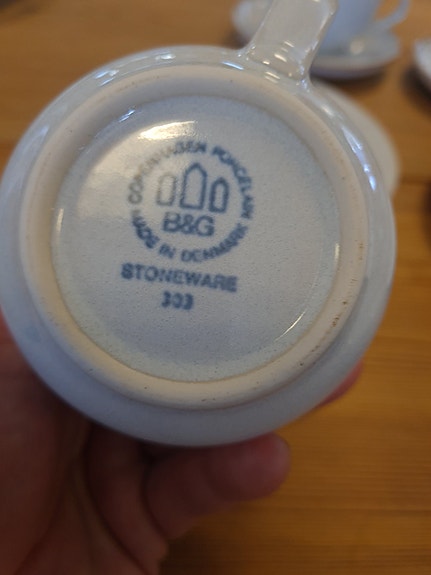 COPENHAGEN PORCELAIN
B&G
MADE IN DENMARK
STONEWARE
303